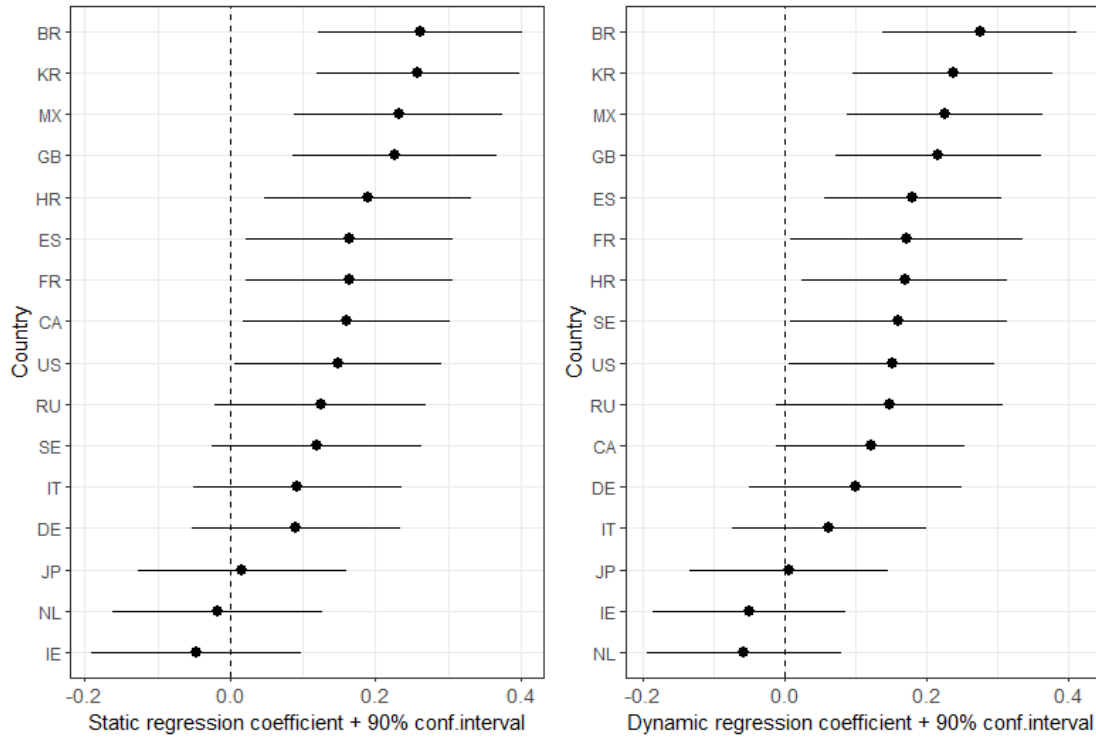 Country
BR
KR
MX
GB
HR
ES
FR
CA
US
RU
SE
IT
DE
JP
NL
IE
-0.2 0.0 0.2 0.4
Static regression coefficient + 90% conf.interval
Country
BR
KR
MX
GB
ES
FR
HR
SE
US
RU
CA
DE
IT
JP
IE
NL
-0.2 0.0 0.2 0.4
Dynamic regression coefficient + 90% conf.interval